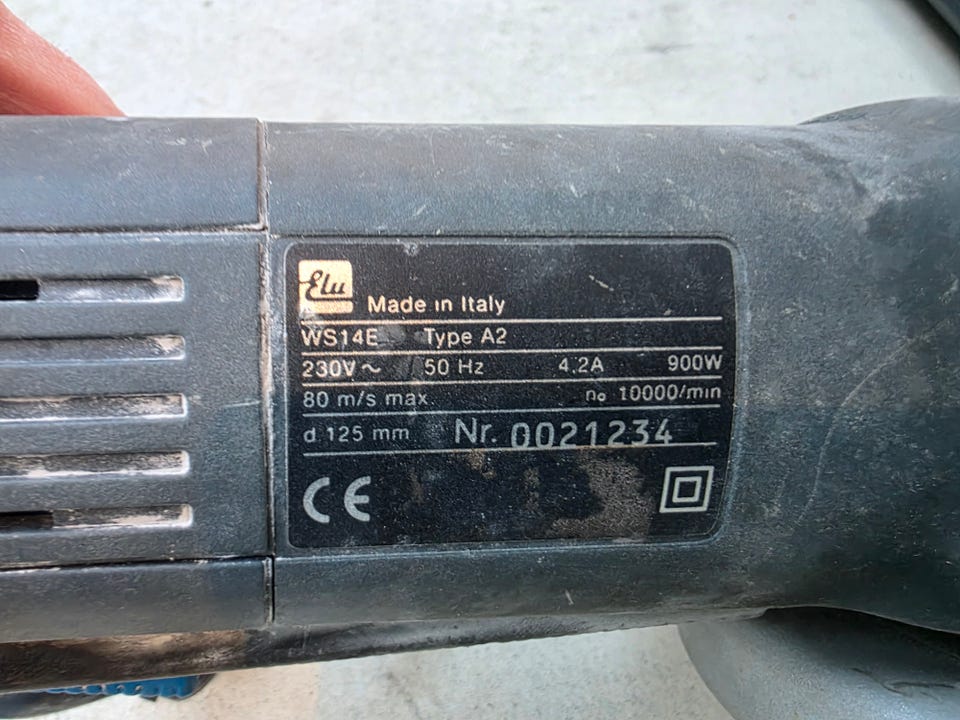 Elu
Made in Italy
WS14E Type A2
230V~ 50 Hz 4.2A 900W
80 m/s max n₀ 10000/min
d 125 mm Nr. 0021234
CE